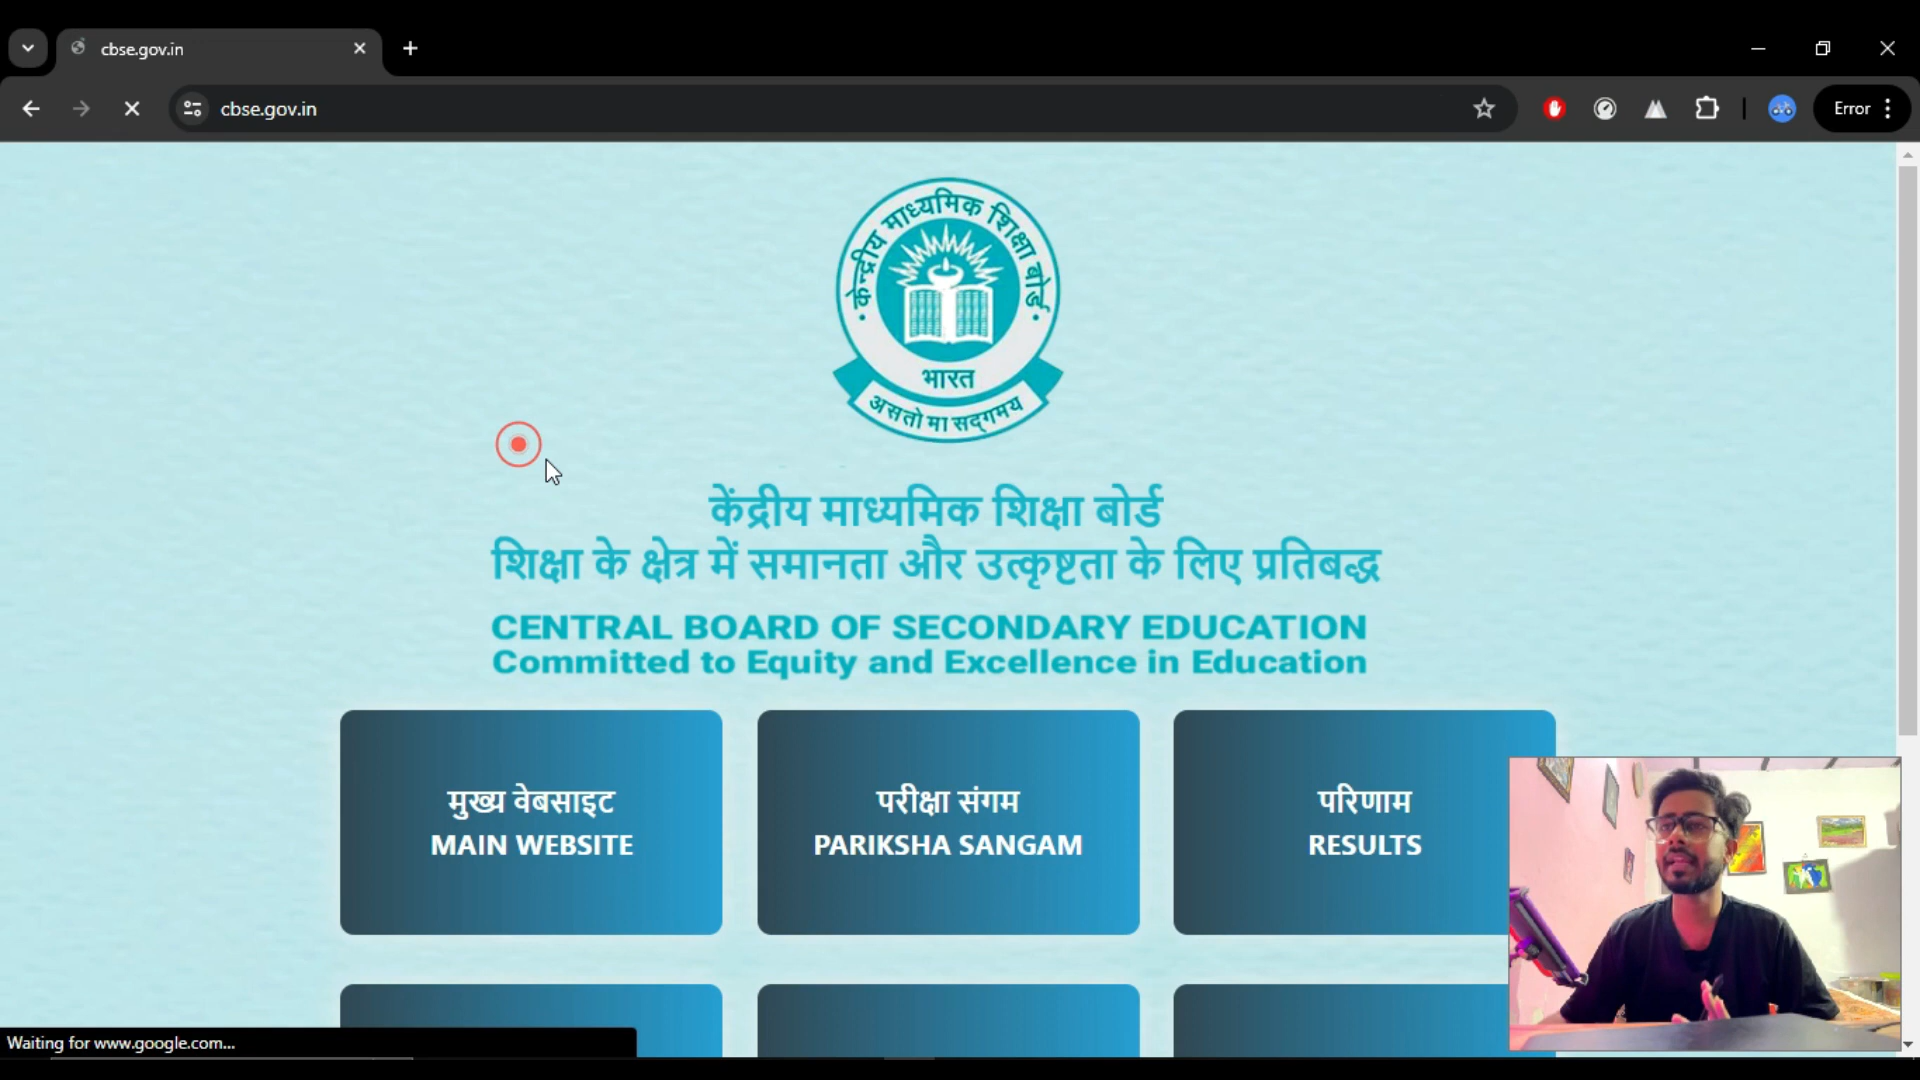 cbse.gov.in
cbse.gov.in
Error
केन्द्रीय माध्यमिक शिक्षा बोर्ड
भारत
असतो मा सद्गमय
केंद्रीय माध्यमिक शिक्षा बोर्ड
शिक्षा के क्षेत्र में समानता और उत्कृष्टता के लिए प्रतिबद्ध
CENTRAL BOARD OF SECONDARY EDUCATION
Committed to Equity and Excellence in Education
मुख्य वेबसाइट
MAIN WEBSITE
परीक्षा संगम
PARIKSHA SANGAM
परिणाम
RESULTS
Waiting for www.google.com...